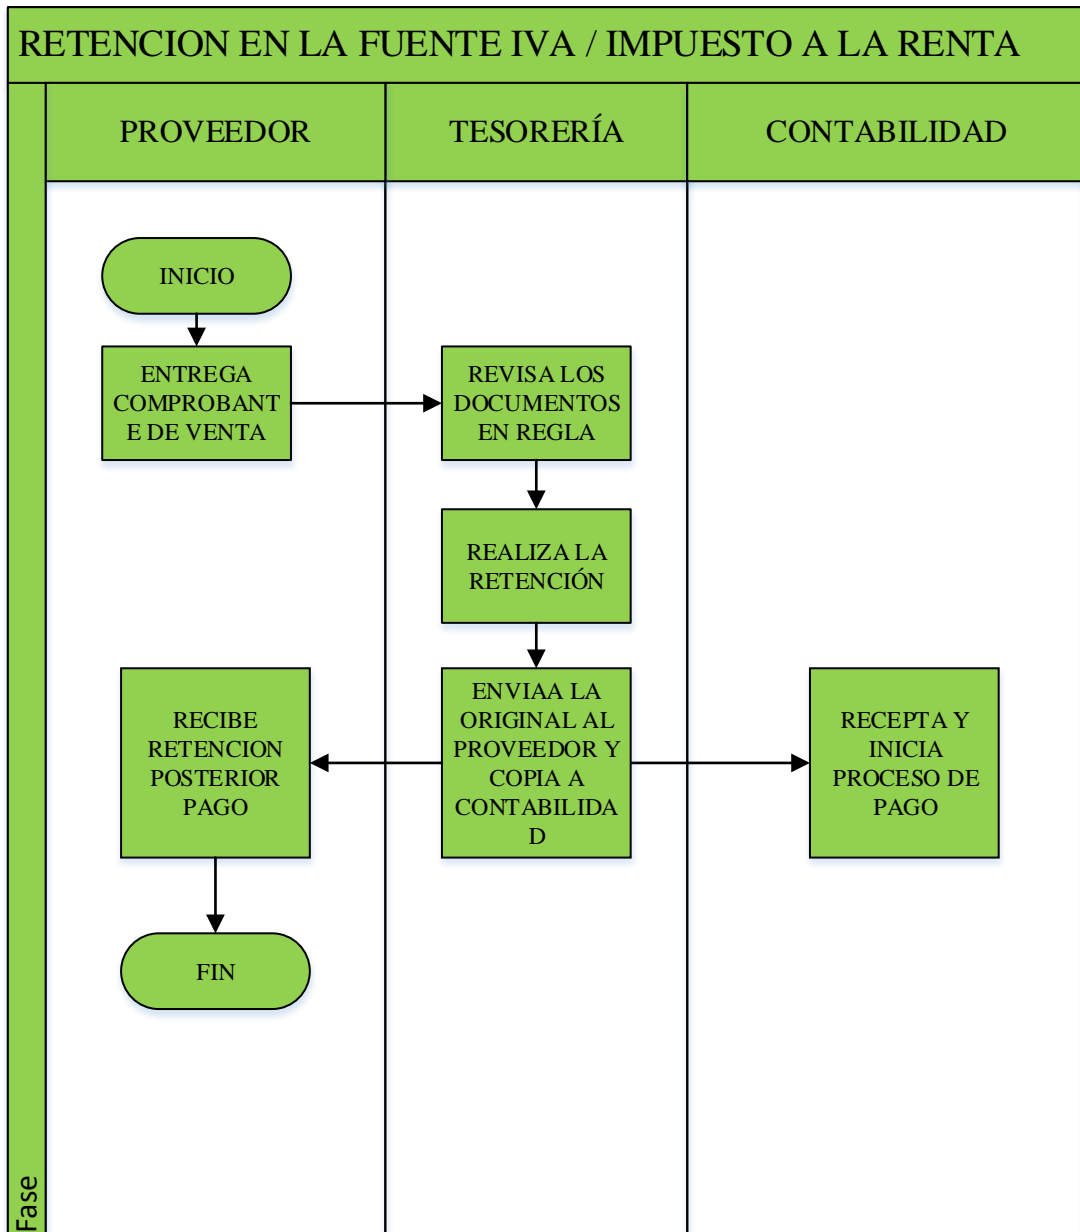 RETENCION EN LA FUENTE IVA / IMPUESTO A LA RENTA
PROVEEDOR
TESORERÍA
CONTABILIDAD
INICIO
ENTREGA
COMPROBANT
E DE VENTA
REVISA LOS
DOCUMENTOS
EN REGLA
REALIZA LA
RETENCIÓN
RECIBE
RETENCION
POSTERIOR
PAGO
ENVIAA LA
ORIGINAL AL
PROVEEDOR Y
COPIA A
CONTABILIDA
D
RECEPTA Y
INICIA
PROCESO DE
PAGO
FIN
Fase